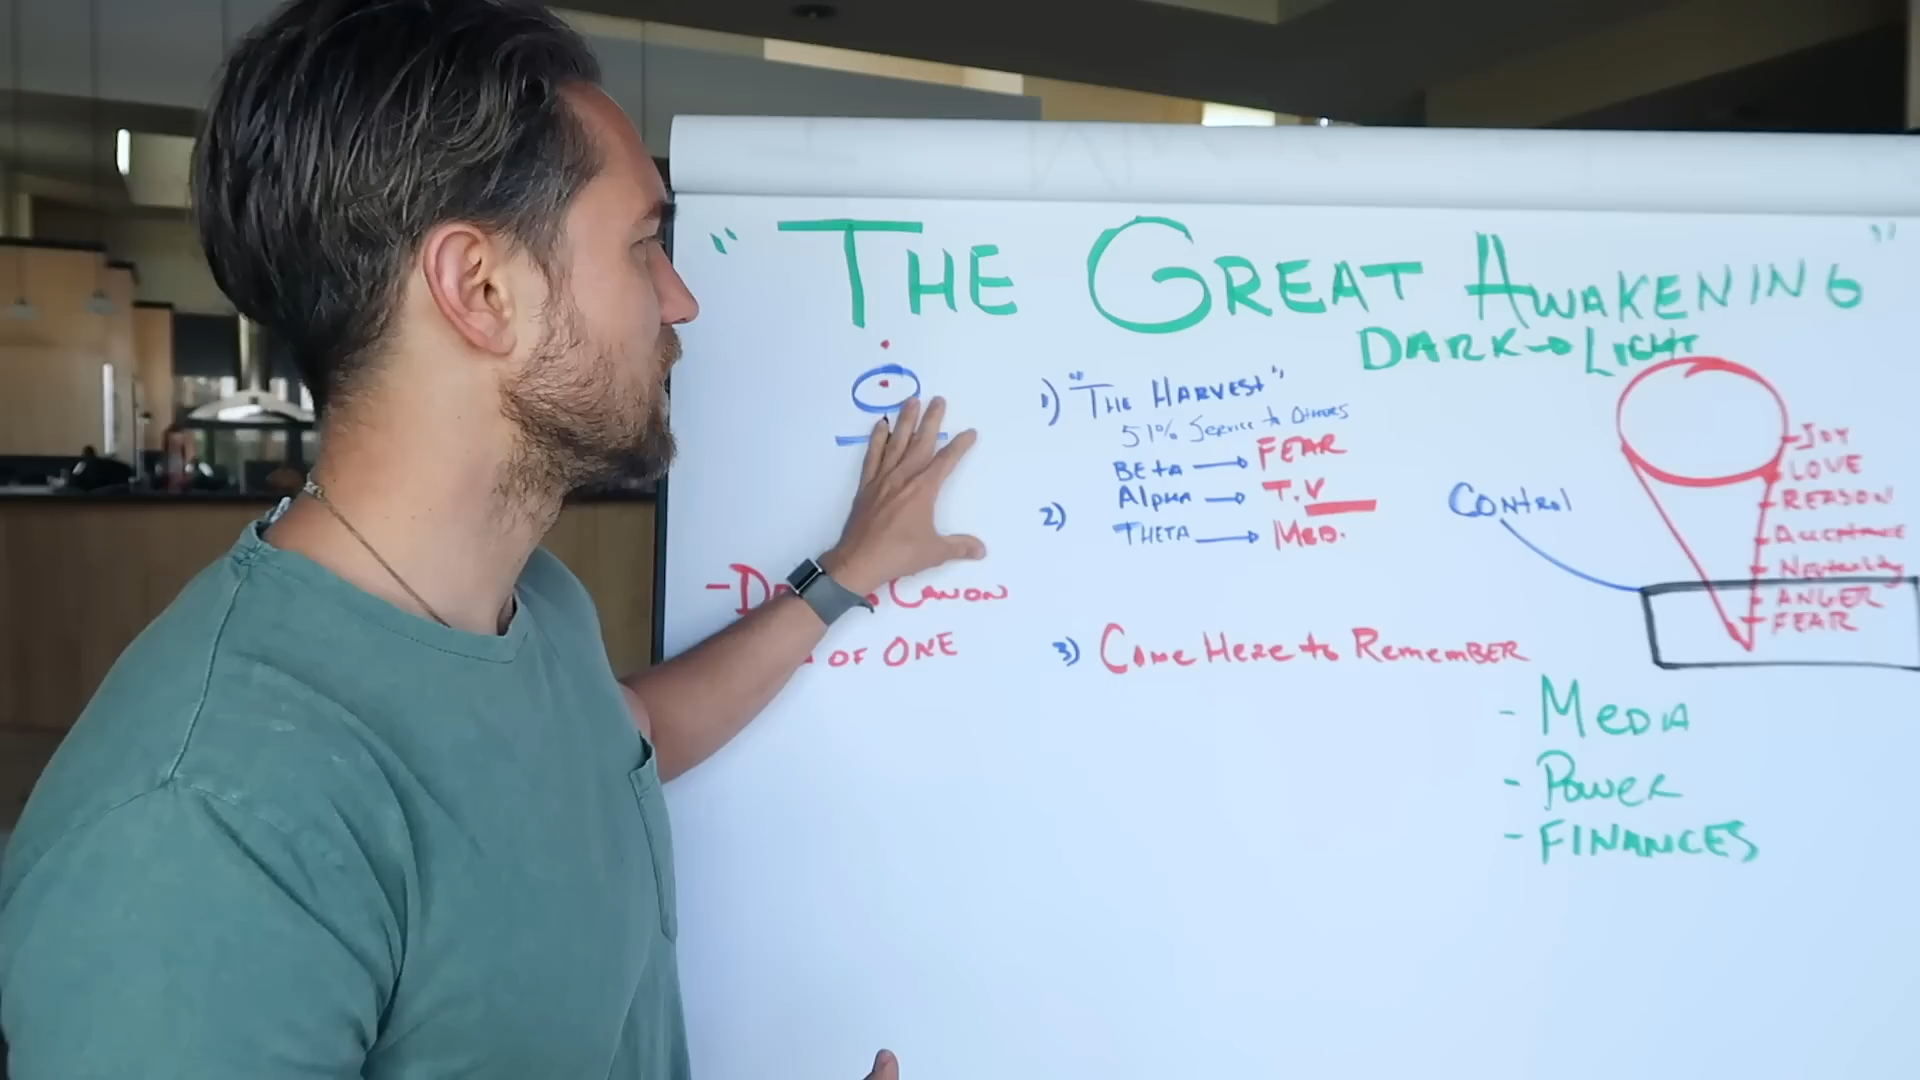 " THE GREAT AWAKENING "
DARK → LIGHT
1) "THE HARVEST"
51% Service to Others
BETA → FEAR
ALPHA → T.V
2)
THETA → MED.
3) Come Here to REMEMBER
- CANON
OF ONE
CONTROL
- JOY
- LOVE
- REASON
- Neutrality
- ANGER
- FEAR
- MEDIA
- POWER
- FINANCES